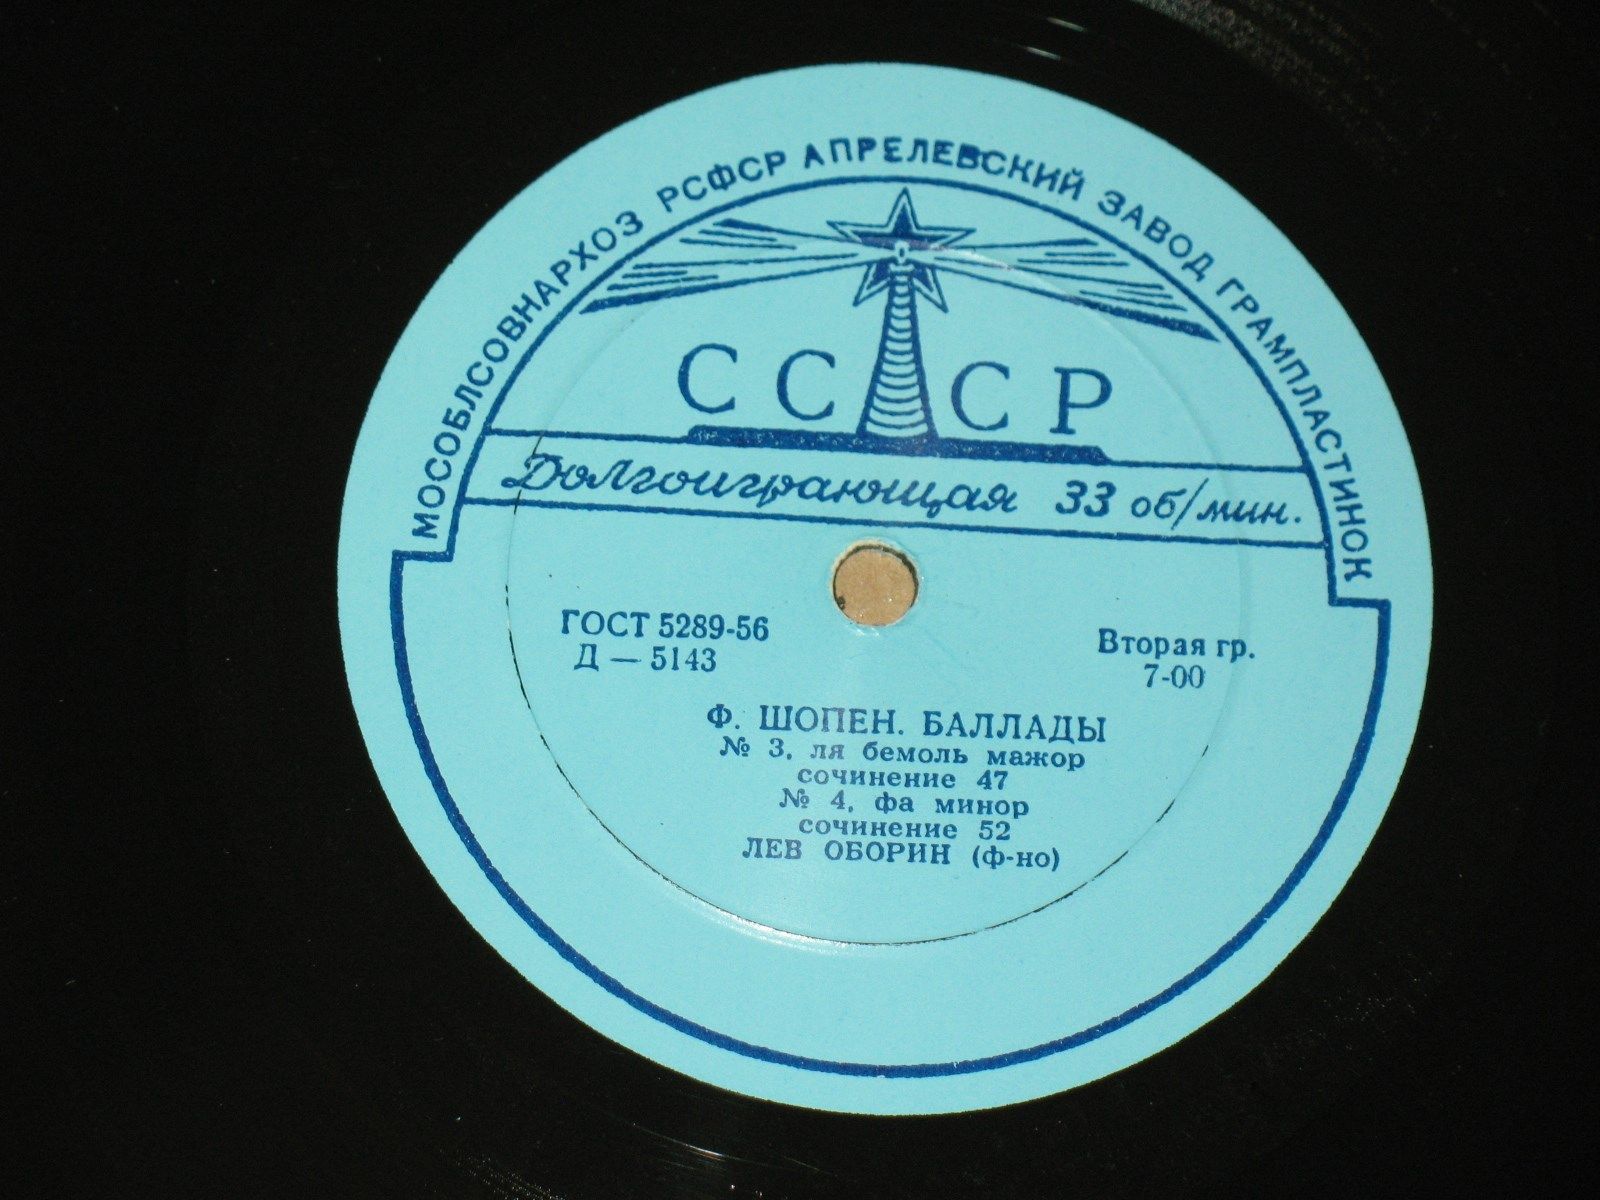 МОСОБЛСОВНАРХОЗ РСФСР АПРЕЛЕВСКИЙ ЗАВОД ГРАМПЛАСТИНОК
СССР
Долгоиграющая 33 об/мин.
ГОСТ 5289-56
Д — 5143
Вторая гр.
7-00
Ф. ШОПЕН. БАЛЛАДЫ
№ 3, ля бемоль мажор
сочинение 47
№ 4, фа минор
сочинение 52
ЛЕВ ОБОРИН (ф-но)